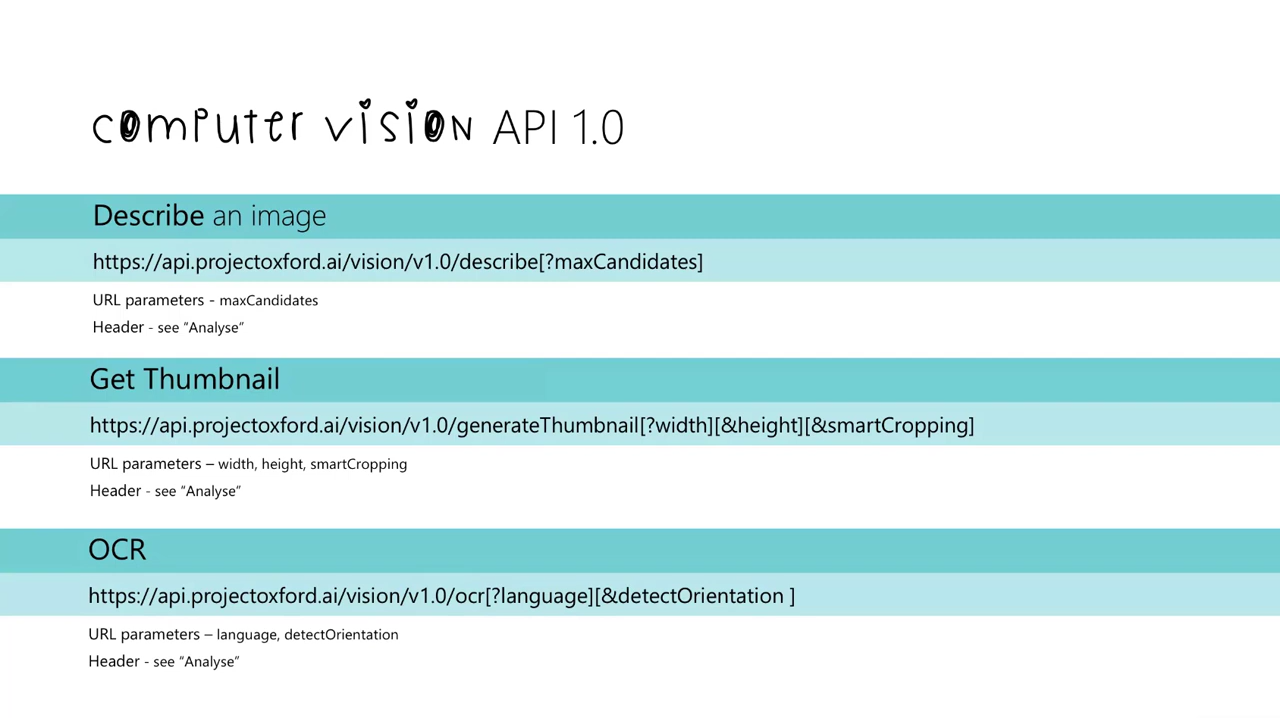 computer vision API 1.0
Describe an image
https://api.projectoxford.ai/vision/v1.0/describe[?maxCandidates]
URL parameters - maxCandidates
Header - see "Analyse"
Get Thumbnail
https://api.projectoxford.ai/vision/v1.0/generateThumbnail[?width][&height][&smartCropping]
URL parameters – width, height, smartCropping
Header - see "Analyse"
OCR
https://api.projectoxford.ai/vision/v1.0/ocr[?language][&detectOrientation ]
URL parameters – language, detectOrientation
Header - see "Analyse"